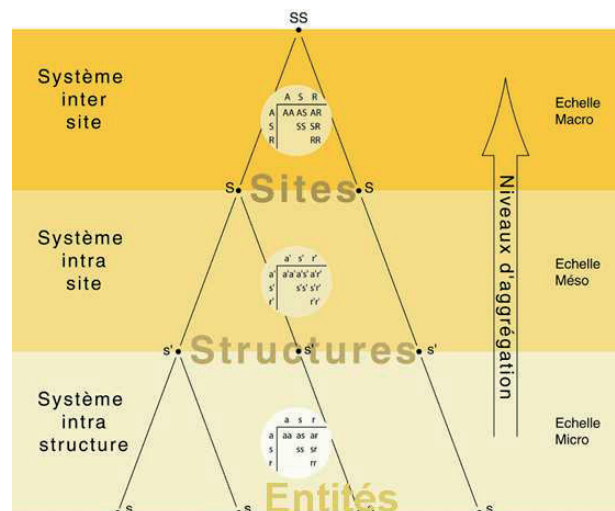 SS
Système
inter
site
A S R
A AA AS AR
S SS SR
R RR
Echelle
Macro
S Sites S
Système
intra
site
a' s' r'
a' a'a' a's' a'r'
s' s's' s'r'
r' r'r'
Echelle
Méso
Niveaux d'aggrégation
s' Structures s' s'
Système
intra
structure
a s r
a aa as ar
s ss sr
r rr
Echelle
Micro
Entités
s s s s